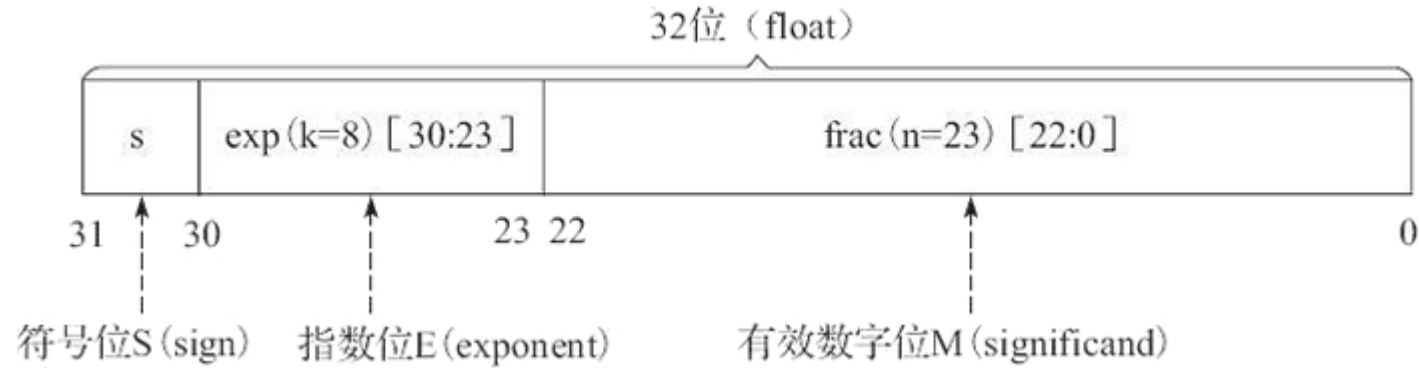 32位（float）
s exp(k=8)［30:23］ frac(n=23)［22:0］
31 30 23 22 0
符号位S(sign) 指数位E(exponent) 有效数字位M(significand)